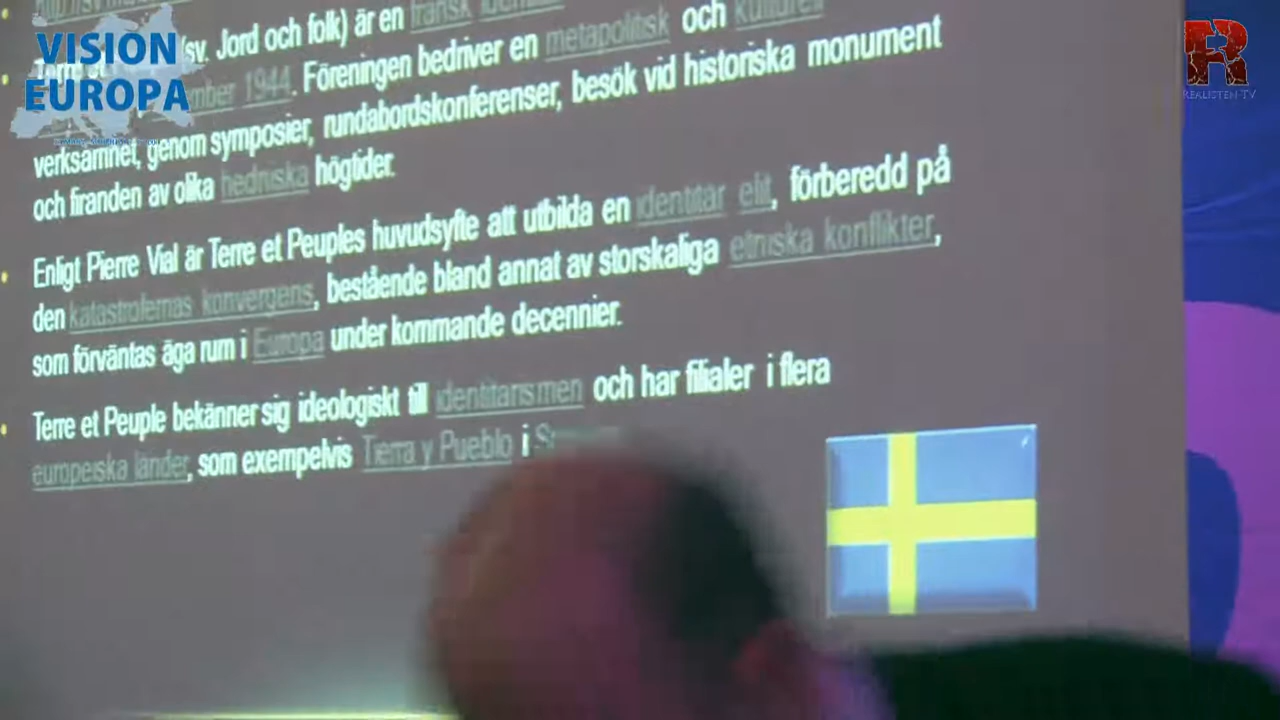 VISION
EUROPA
REALISTEN-TV
(sv. Jord och folk) är en fransk
1944. Föreningen bedriver en metapolitisk och kulturell
verksamhet, genom symposier, rundabordskonferenser, besök vid historiska monument
och firanden av olika hedniska högtider.
Enligt Pierre Vial är Terre et Peuples huvudsyfte att utbilda en identitär elit, förberedd på
den katastrofernas konvergens, bestående bland annat av storskaliga etniska konflikter,
som förväntas äga rum i Europa under kommande decennier.
Terre et Peuple bekänner sig ideologiskt till identitarismen och har filialer i flera
europeiska länder, som exempelvis Tierra y Pueblo i